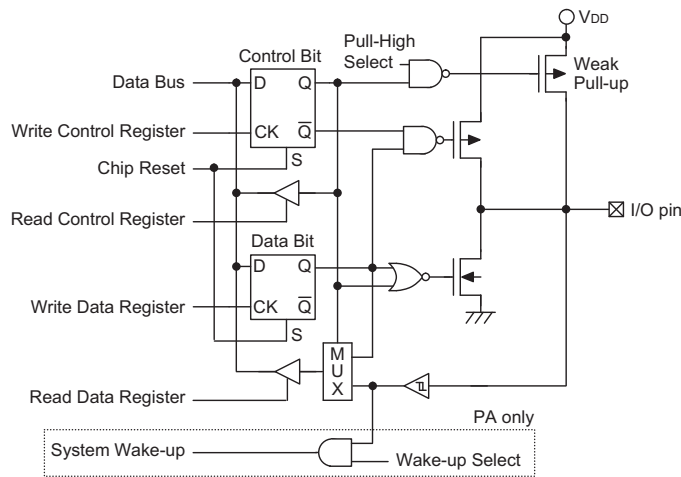 VDD
Control Bit
Pull-High
Select
Weak
Pull-up
Data Bus
D
Q
Write Control Register
CK
Q̅
S
Chip Reset
I/O pin
Read Control Register
Data Bit
D
Q
Write Data Register
CK
Q̅
S
M
U
X
Read Data Register
PA only
System Wake-up
Wake-up Select